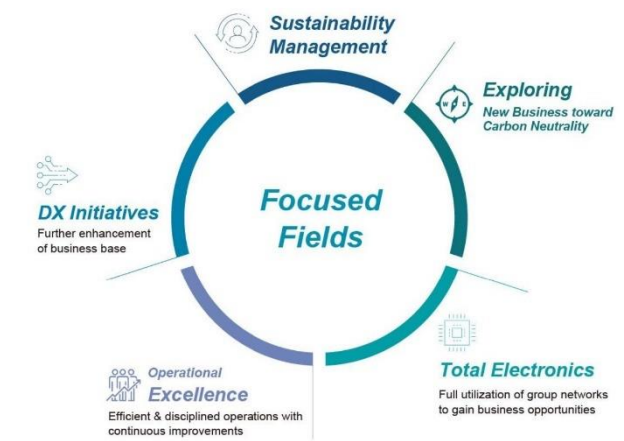 Sustainability
Management
Exploring
New Business toward
Carbon Neutrality
W E
Focused
Fields
DX Initiatives
Further enhancement
of business base
Total Electronics
Full utilization of group networks
to gain business opportunities
Operational
Excellence
Efficient & disciplined operations with
continuous improvements